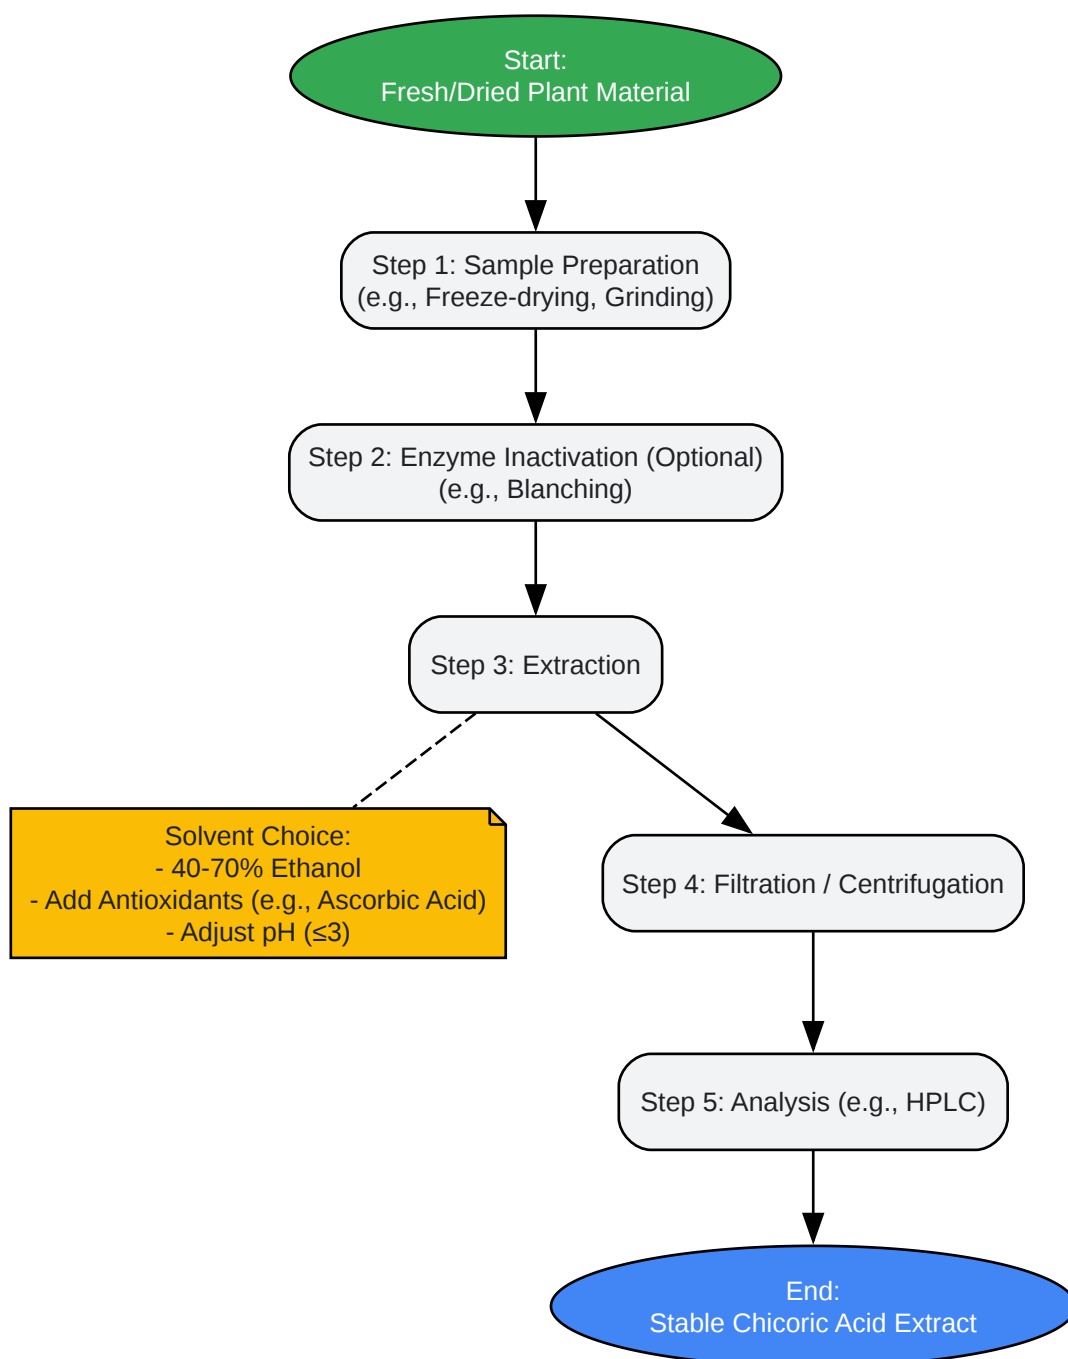 Start:
Fresh/Dried Plant Material
Step 1: Sample Preparation
(e.g., Freeze-drying, Grinding)
Step 2: Enzyme Inactivation (Optional)
(e.g., Blanching)
Step 3: Extraction
Solvent Choice:
- 40-70% Ethanol
- Add Antioxidants (e.g., Ascorbic Acid)
- Adjust pH (≤3)
Step 4: Filtration / Centrifugation
Step 5: Analysis (e.g., HPLC)
End:
Stable Chicoric Acid Extract